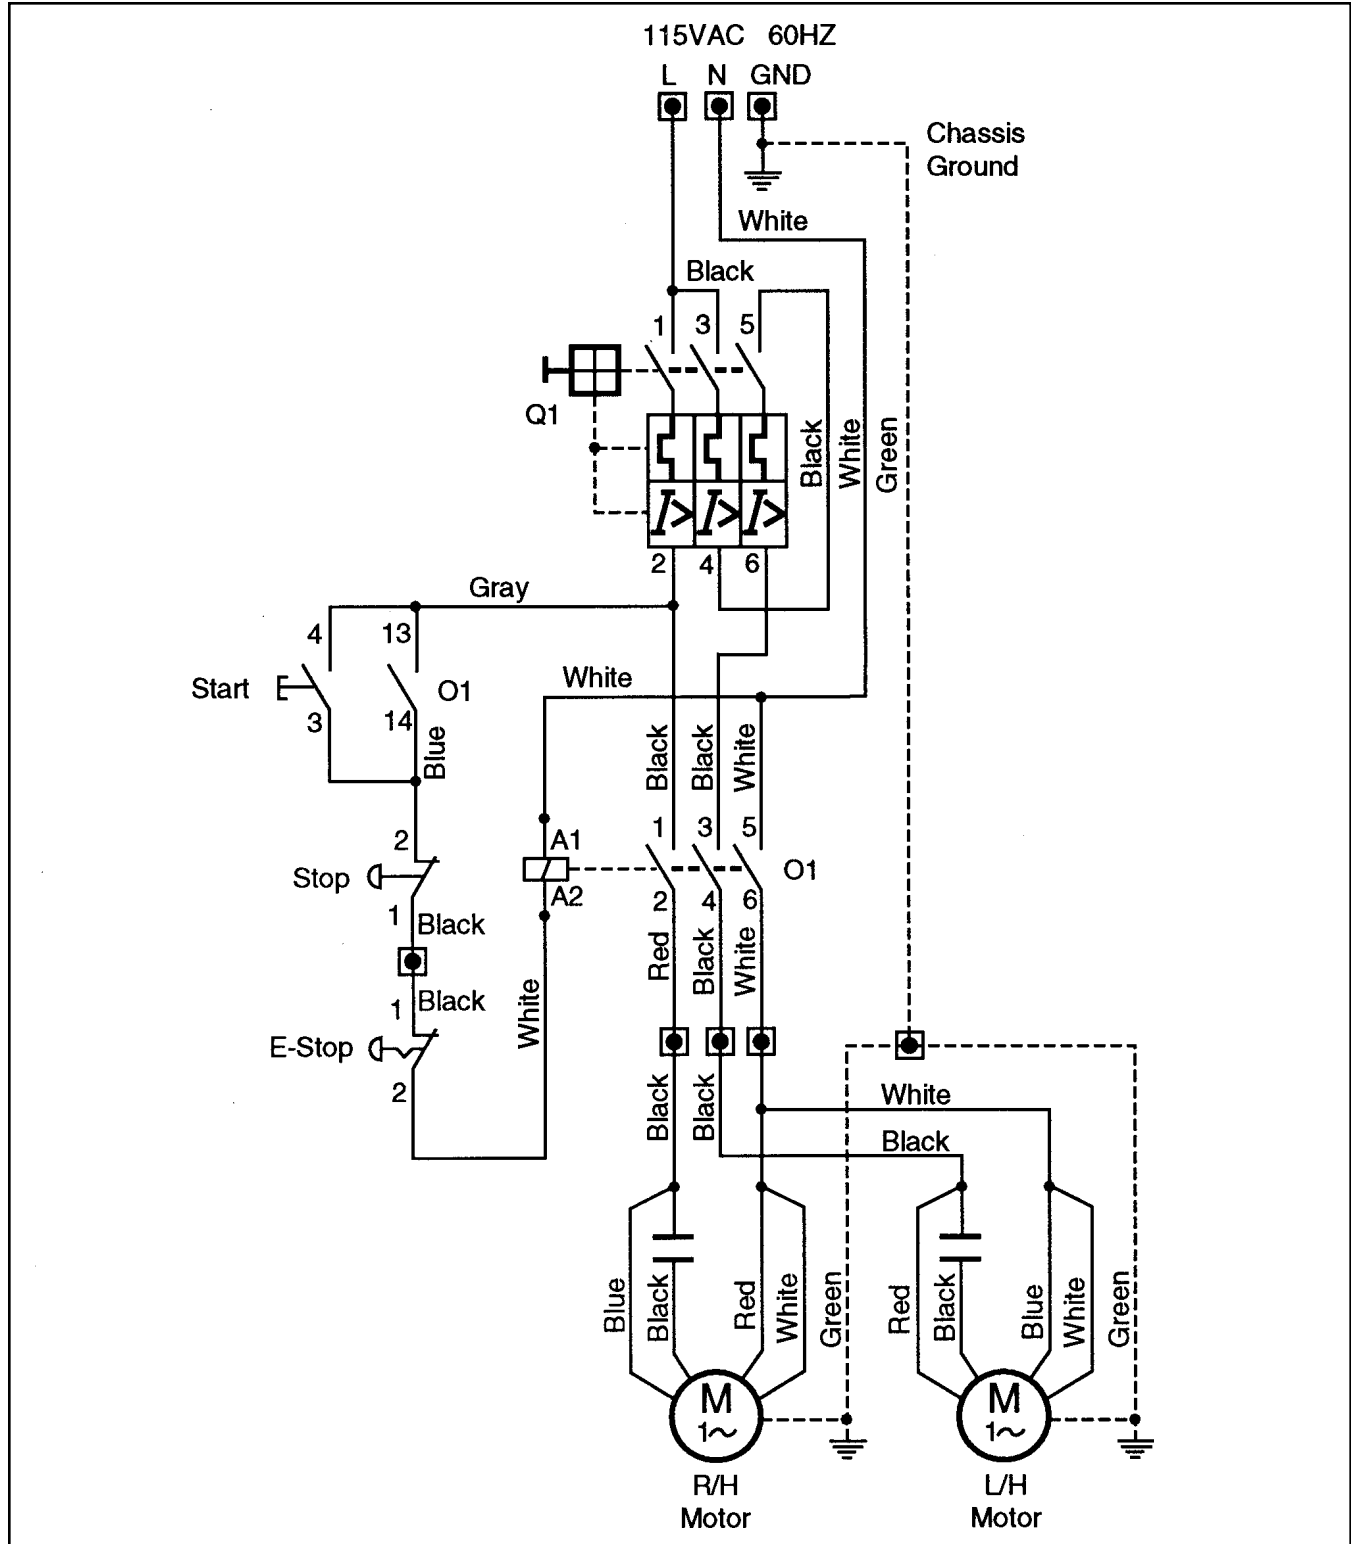 115VAC 60HZ
L N GND
Chassis
Ground
White
Black
1 3 5
Q1
Black
White
Green
2 4 6
Gray
4 13
Start
O1
3 14
Blue
White
Black
Black
White
2
A1
1 3 5
Stop
O1
A2
2 4 6
1
Black
Red
Black
White
1
Black
White
E-Stop
2
Black
Black
White
Black
Blue
Black
Red
White
Green
Red
Black
Blue
White
Green
M
1~
M
1~
R/H
Motor
L/H
Motor